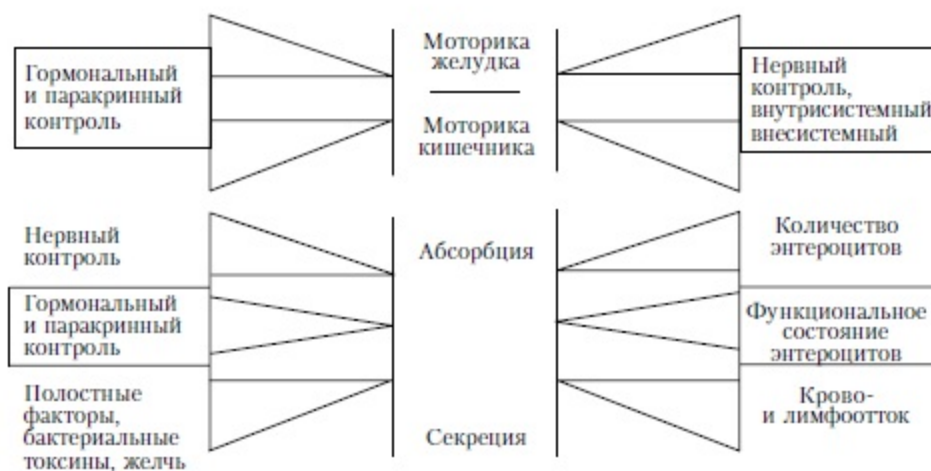 Гормональный
и паракринный
контроль
Моторика
желудка
Моторика
кишечника
Нервный
контроль,
внутрисистемный
внесистемный
Нервный
контроль
Гормональный
и паракринный
контроль
Полостные
факторы,
бактериальные
токсины, желчь
Абсорбция
Секреция
Количество
энтероцитов
Функциональное
состояние
энтероцитов
Крово-
и лимфоотток